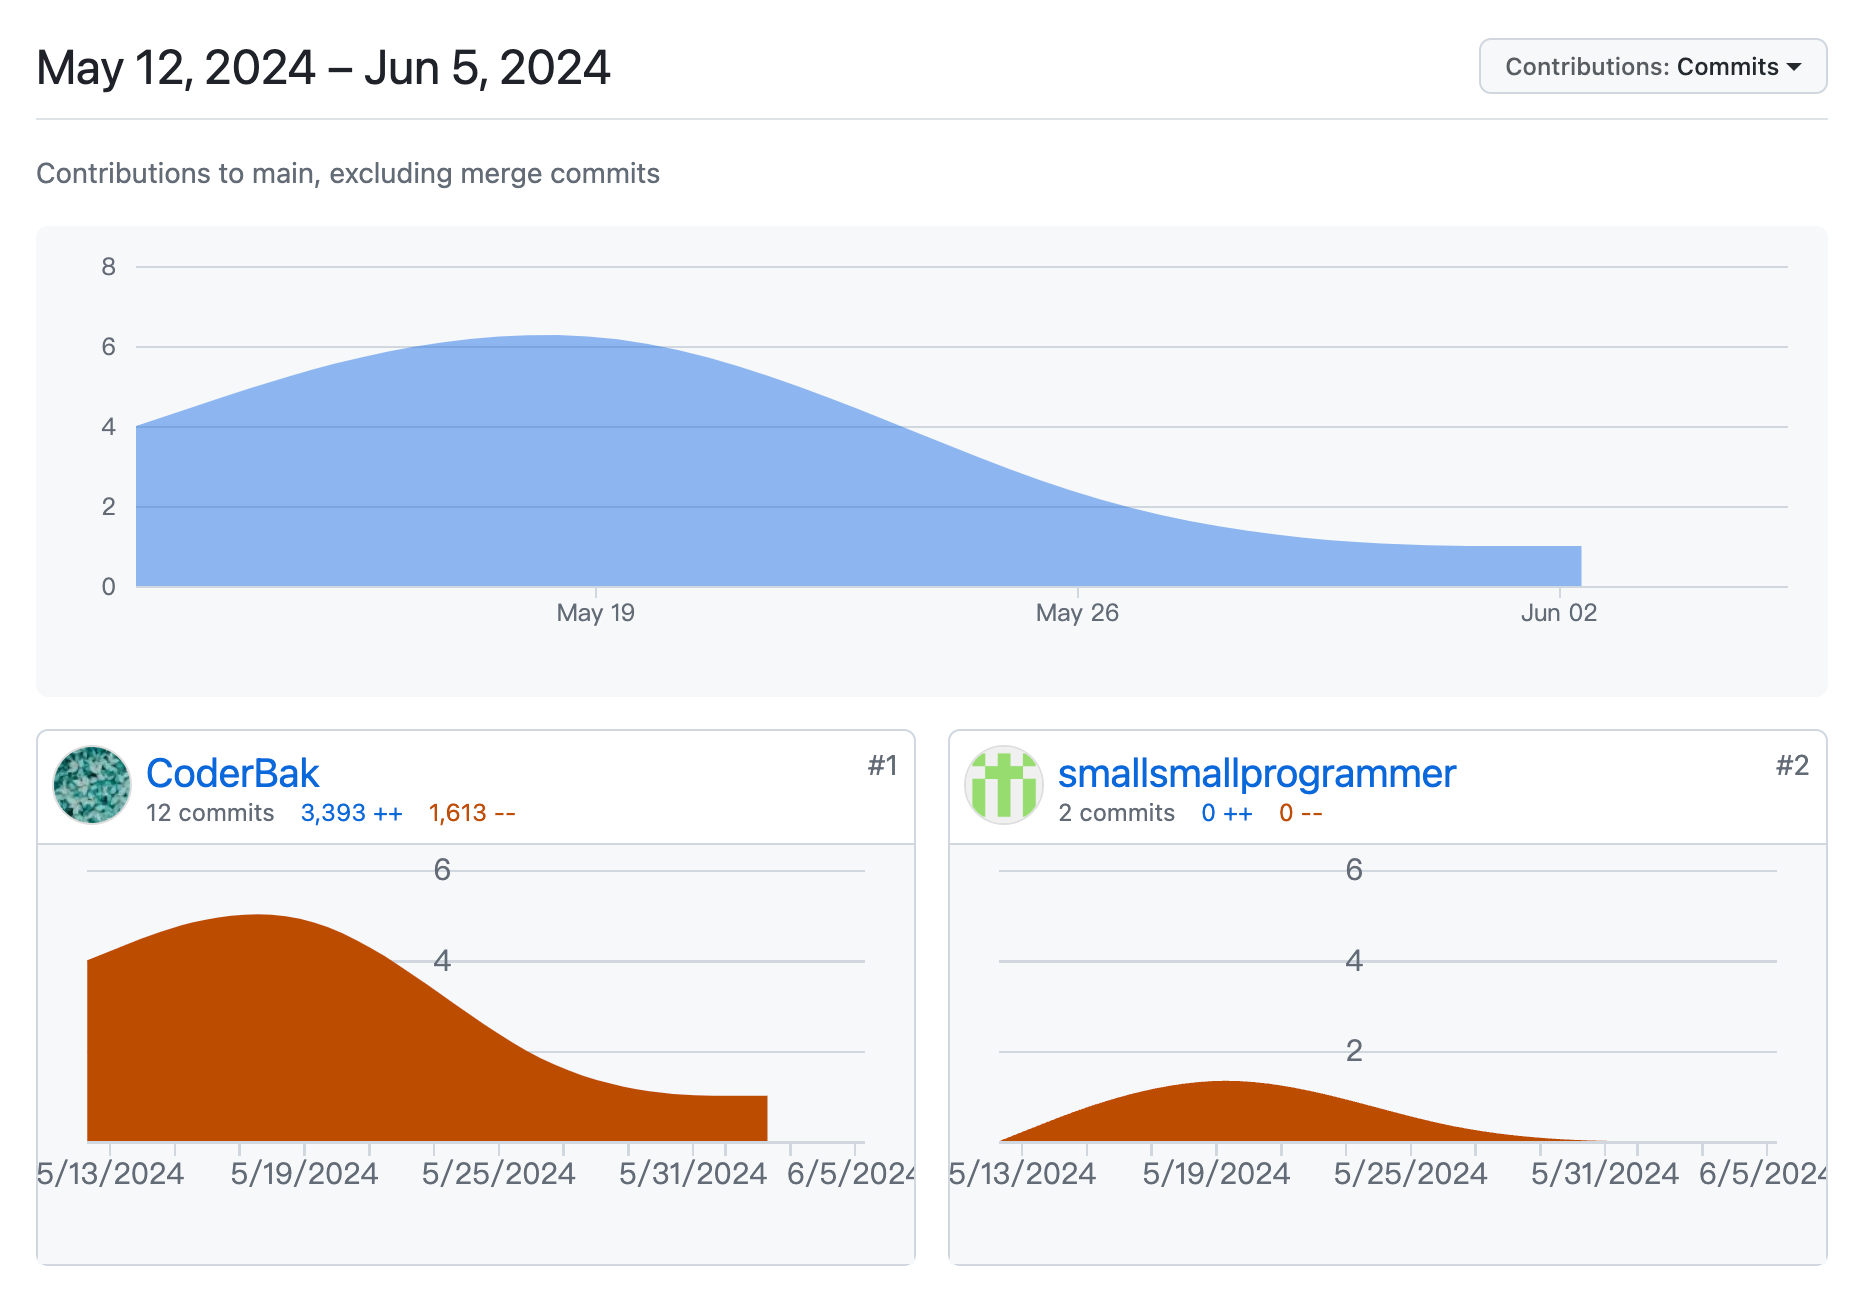 May 12, 2024 – Jun 5, 2024
Contributions: Commits
Contributions to main, excluding merge commits
8
6
4
2
0
May 19 May 26 Jun 02
CoderBak #1
12 commits 3,393 ++ 1,613 --
6
4
5/13/2024 5/19/2024 5/25/2024 5/31/2024 6/5/2024
smallsmallprogrammer #2
2 commits 0 ++ 0 --
6
4
2
5/13/2024 5/19/2024 5/25/2024 5/31/2024 6/5/2024